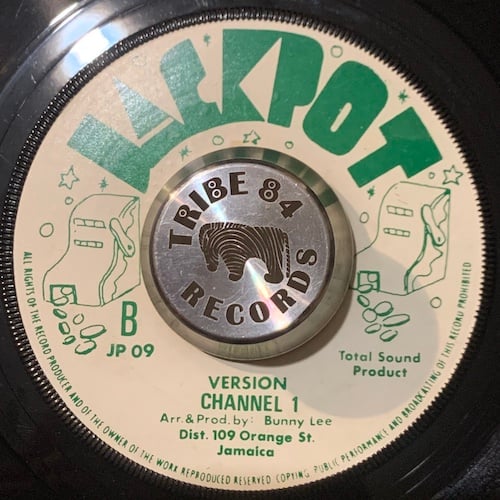 JACKPOT
TRIBE 84
RECORDS
B
JP 09
Total Sound
Product
VERSION
CHANNEL 1
Arr. & Prod. by: Bunny Lee
Dist. 109 Orange St.
Jamaica
ALL RIGHTS OF THE RECORD PRODUCER AND OF THE OWNER OF THE WORK REPRODUCED RESERVED COPYING, PUBLIC PERFORMANCE AND BROADCASTING OF THIS RECORD PROHIBITED